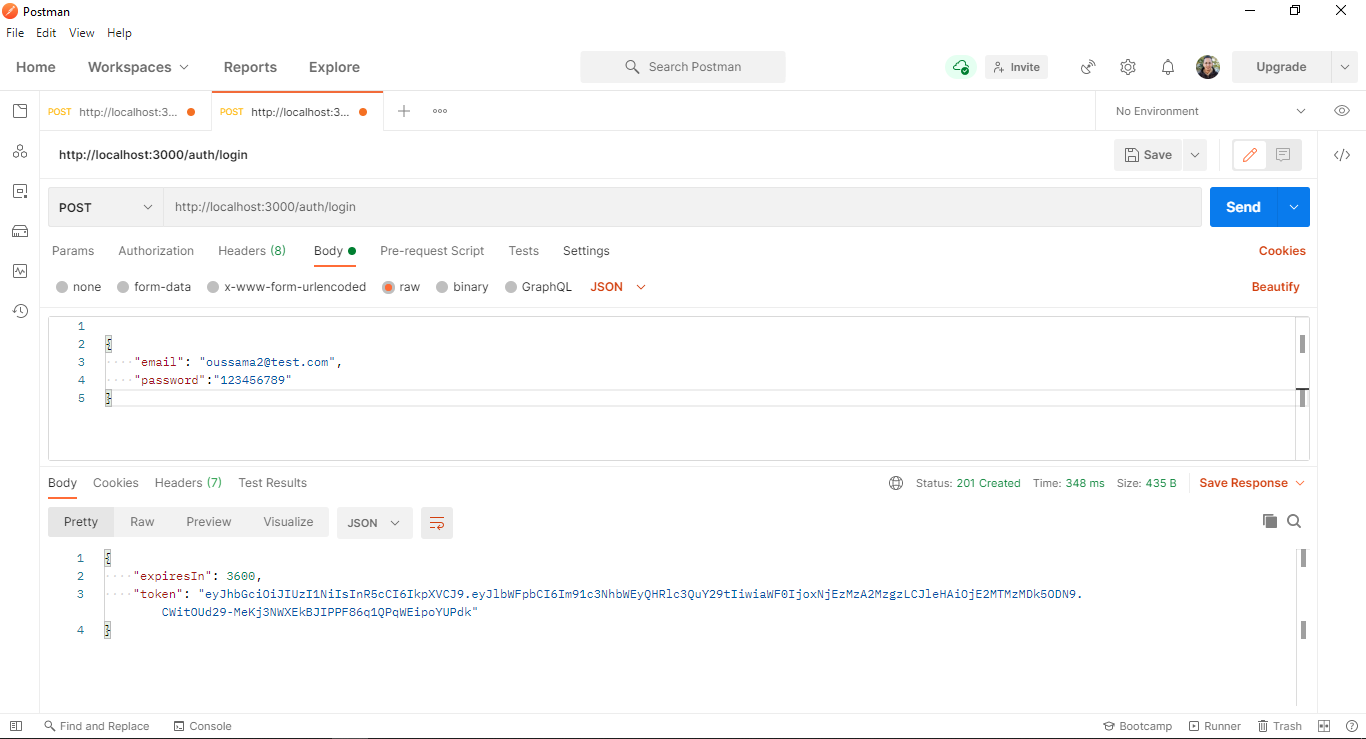 Postman
File Edit View Help
Home Workspaces Reports Explore Search Postman Invite Upgrade
POST http://localhost:3... POST http://localhost:3... No Environment
http://localhost:3000/auth/login Save
POST http://localhost:3000/auth/login Send
Params Authorization Headers (8) Body Pre-request Script Tests Settings Cookies
none form-data x-www-form-urlencoded raw binary GraphQL JSON Beautify
1
2 {
3 "email": "oussama2@test.com",
4 "password":"123456789"
5 }
Body Cookies Headers (7) Test Results Status: 201 Created Time: 348 ms Size: 435 B Save Response
Pretty Raw Preview Visualize JSON
1 {
2 "expiresIn": 3600,
3 "token": "eyJhbGciOiJIUzI1NiIsInR5cCI6IkpXVCJ9.eyJlbWFpbCI6Im91c3NhbWEyQHRlc3QuY29tIiwiaWF0IjoxNjEzMzA2MzgzLCJleHAiOjE2MTMzMDk5ODN9.
CWitOUd29-MeKj3NWXEkBJIPPF86q1QPqWEipoYUPdk"
4 }
Find and Replace Console Bootcamp Runner Trash